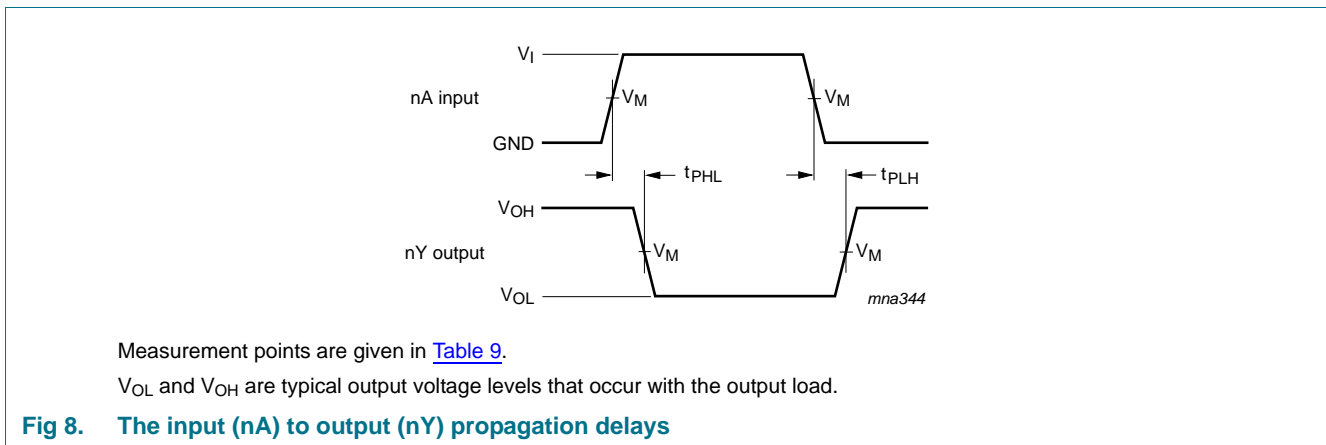 VI
nA input
VM
VM
GND
tPHL
tPLH
VOH
nY output
VM
VM
VOL
mna344
Measurement points are given in Table 9.
VOL and VOH are typical output voltage levels that occur with the output load.
Fig 8. The input (nA) to output (nY) propagation delays